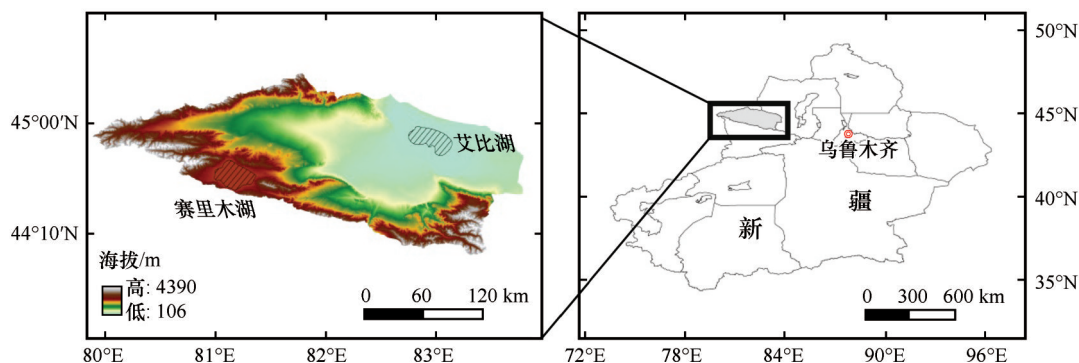 45°00′N
44°10′N
艾比湖
赛里木湖
海拔/m
高: 4390
低: 106
0 60 120 km
80°E 81°E 82°E 83°E
50°N
45°N
40°N
35°N
乌鲁木齐
新 疆
0 300 600 km
72°E 78°E 84°E 90°E 96°E